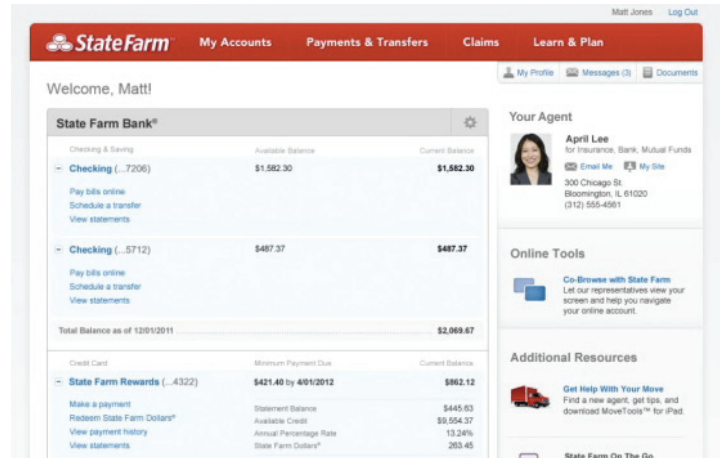 Matt Jones Log Out
State Farm™ My Accounts Payments & Transfers Claims Learn & Plan
My Profile Messages (3) Documents
Welcome, Matt!
State Farm Bank®
Checking & Saving Available Balance Current Balance
Checking (...7206) $1,582.30 $1,582.30
Pay bills online
Schedule a transfer
View statements
Checking (...5712) $487.37 $487.37
Pay bills online
Schedule a transfer
View statements
Total Balance as of 12/01/2011 $2,069.67
Credit Card Minimum Payment Due Current Balance
State Farm Rewards (...4322) $421.40 by 4/01/2012 $862.12
Make a payment
Redeem State Farm Dollars®
View payment history
View statements
Statement Balance $445.63
Available Credit $9,554.37
Annual Percentage Rate 13.24%
State Farm Dollars® 263.45
Your Agent
April Lee
for Insurance, Bank, Mutual Funds
Email Me My Site
300 Chicago St.
Bloomington, IL 61020
(312) 555-4561
Online Tools
Co-Browse with State Farm
Let our representatives view your
screen and help you navigate
your online account.
Additional Resources
Get Help With Your Move
Find a new agent, get tips, and
download MoveTools™ for iPad.
State Farm On The Go